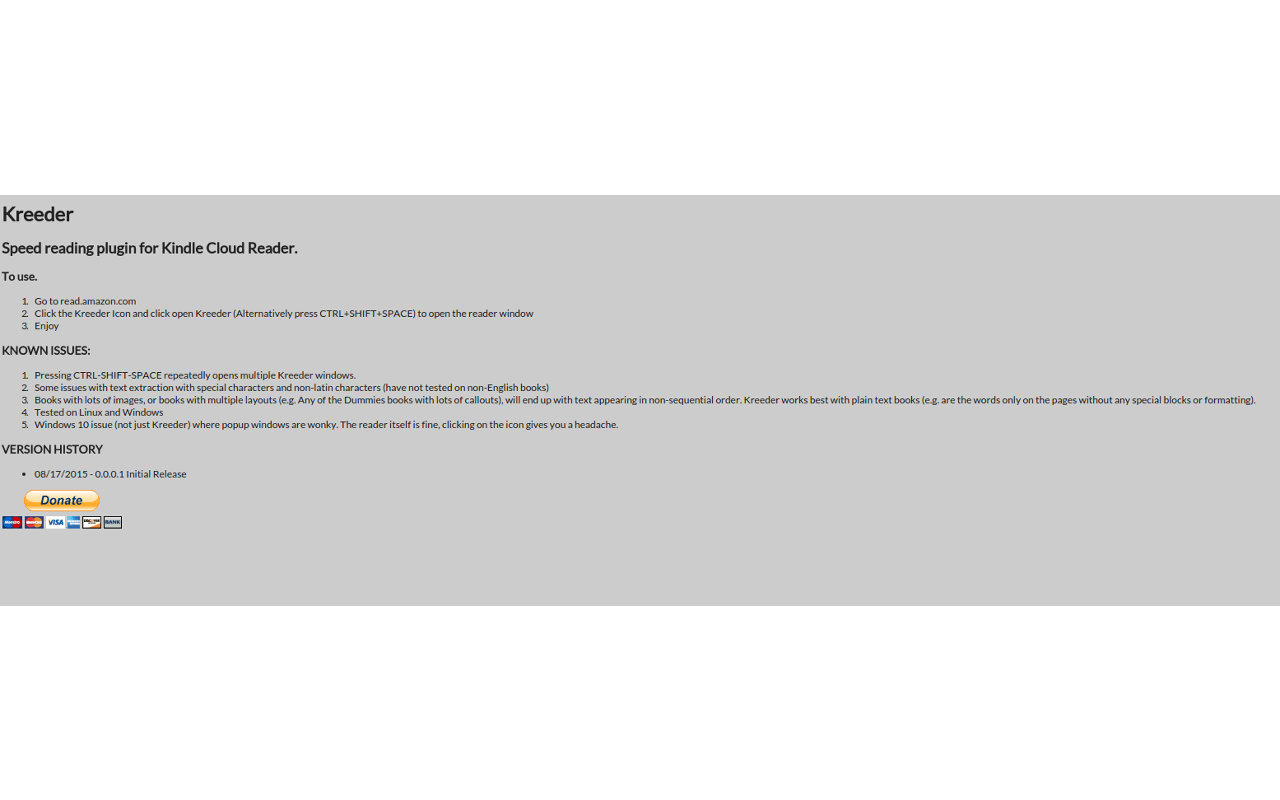 Kreeder
Speed reading plugin for Kindle Cloud Reader.
To use.
1. Go to read.amazon.com
2. Click the Kreeder Icon and click open Kreeder (Alternatively press CTRL+SHIFT+SPACE) to open the reader window
3. Enjoy
KNOWN ISSUES:
1. Pressing CTRL-SHIFT-SPACE repeatedly opens multiple Kreeder windows.
2. Some issues with text extraction with special characters and non-latin characters (have not tested on non-English books)
3. Books with lots of images, or books with multiple layouts (e.g. Any of the Dummies books with lots of callouts), will end up with text appearing in non-sequential order. Kreeder works best with plain text books (e.g. are the words only on the pages without any special blocks or formatting).
4. Tested on Linux and Windows
5. Windows 10 issue (not just Kreeder) where popup windows are wonky. The reader itself is fine, clicking on the icon gives you a headache.
VERSION HISTORY
• 08/17/2015 - 0.0.0.1 Initial Release
Donate
VISA BANK